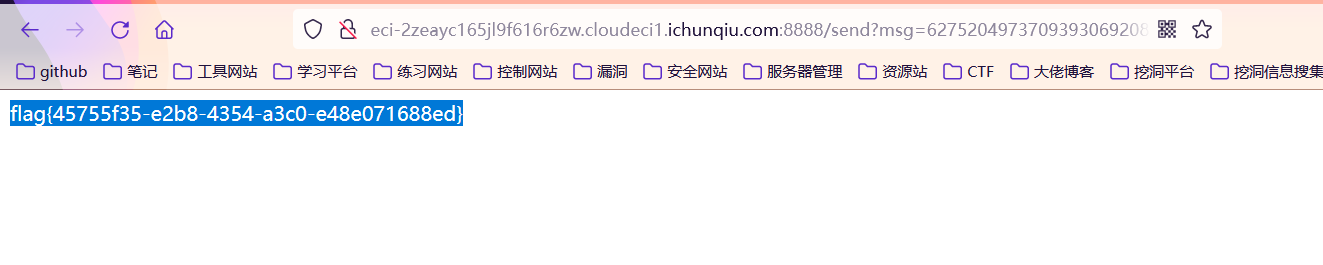 eci-2zeayc165jl9f616r6zw.cloudeci1.ichunqiu.com:8888/send?msg=6275204973709393069208
github 笔记 工具网站 学习平台 练习网站 控制网站 漏洞 安全网站 服务器管理 资源站 CTF 大佬博客 挖洞平台 挖洞信息搜集
flag{45755f35-e2b8-4354-a3c0-e48e071688ed}